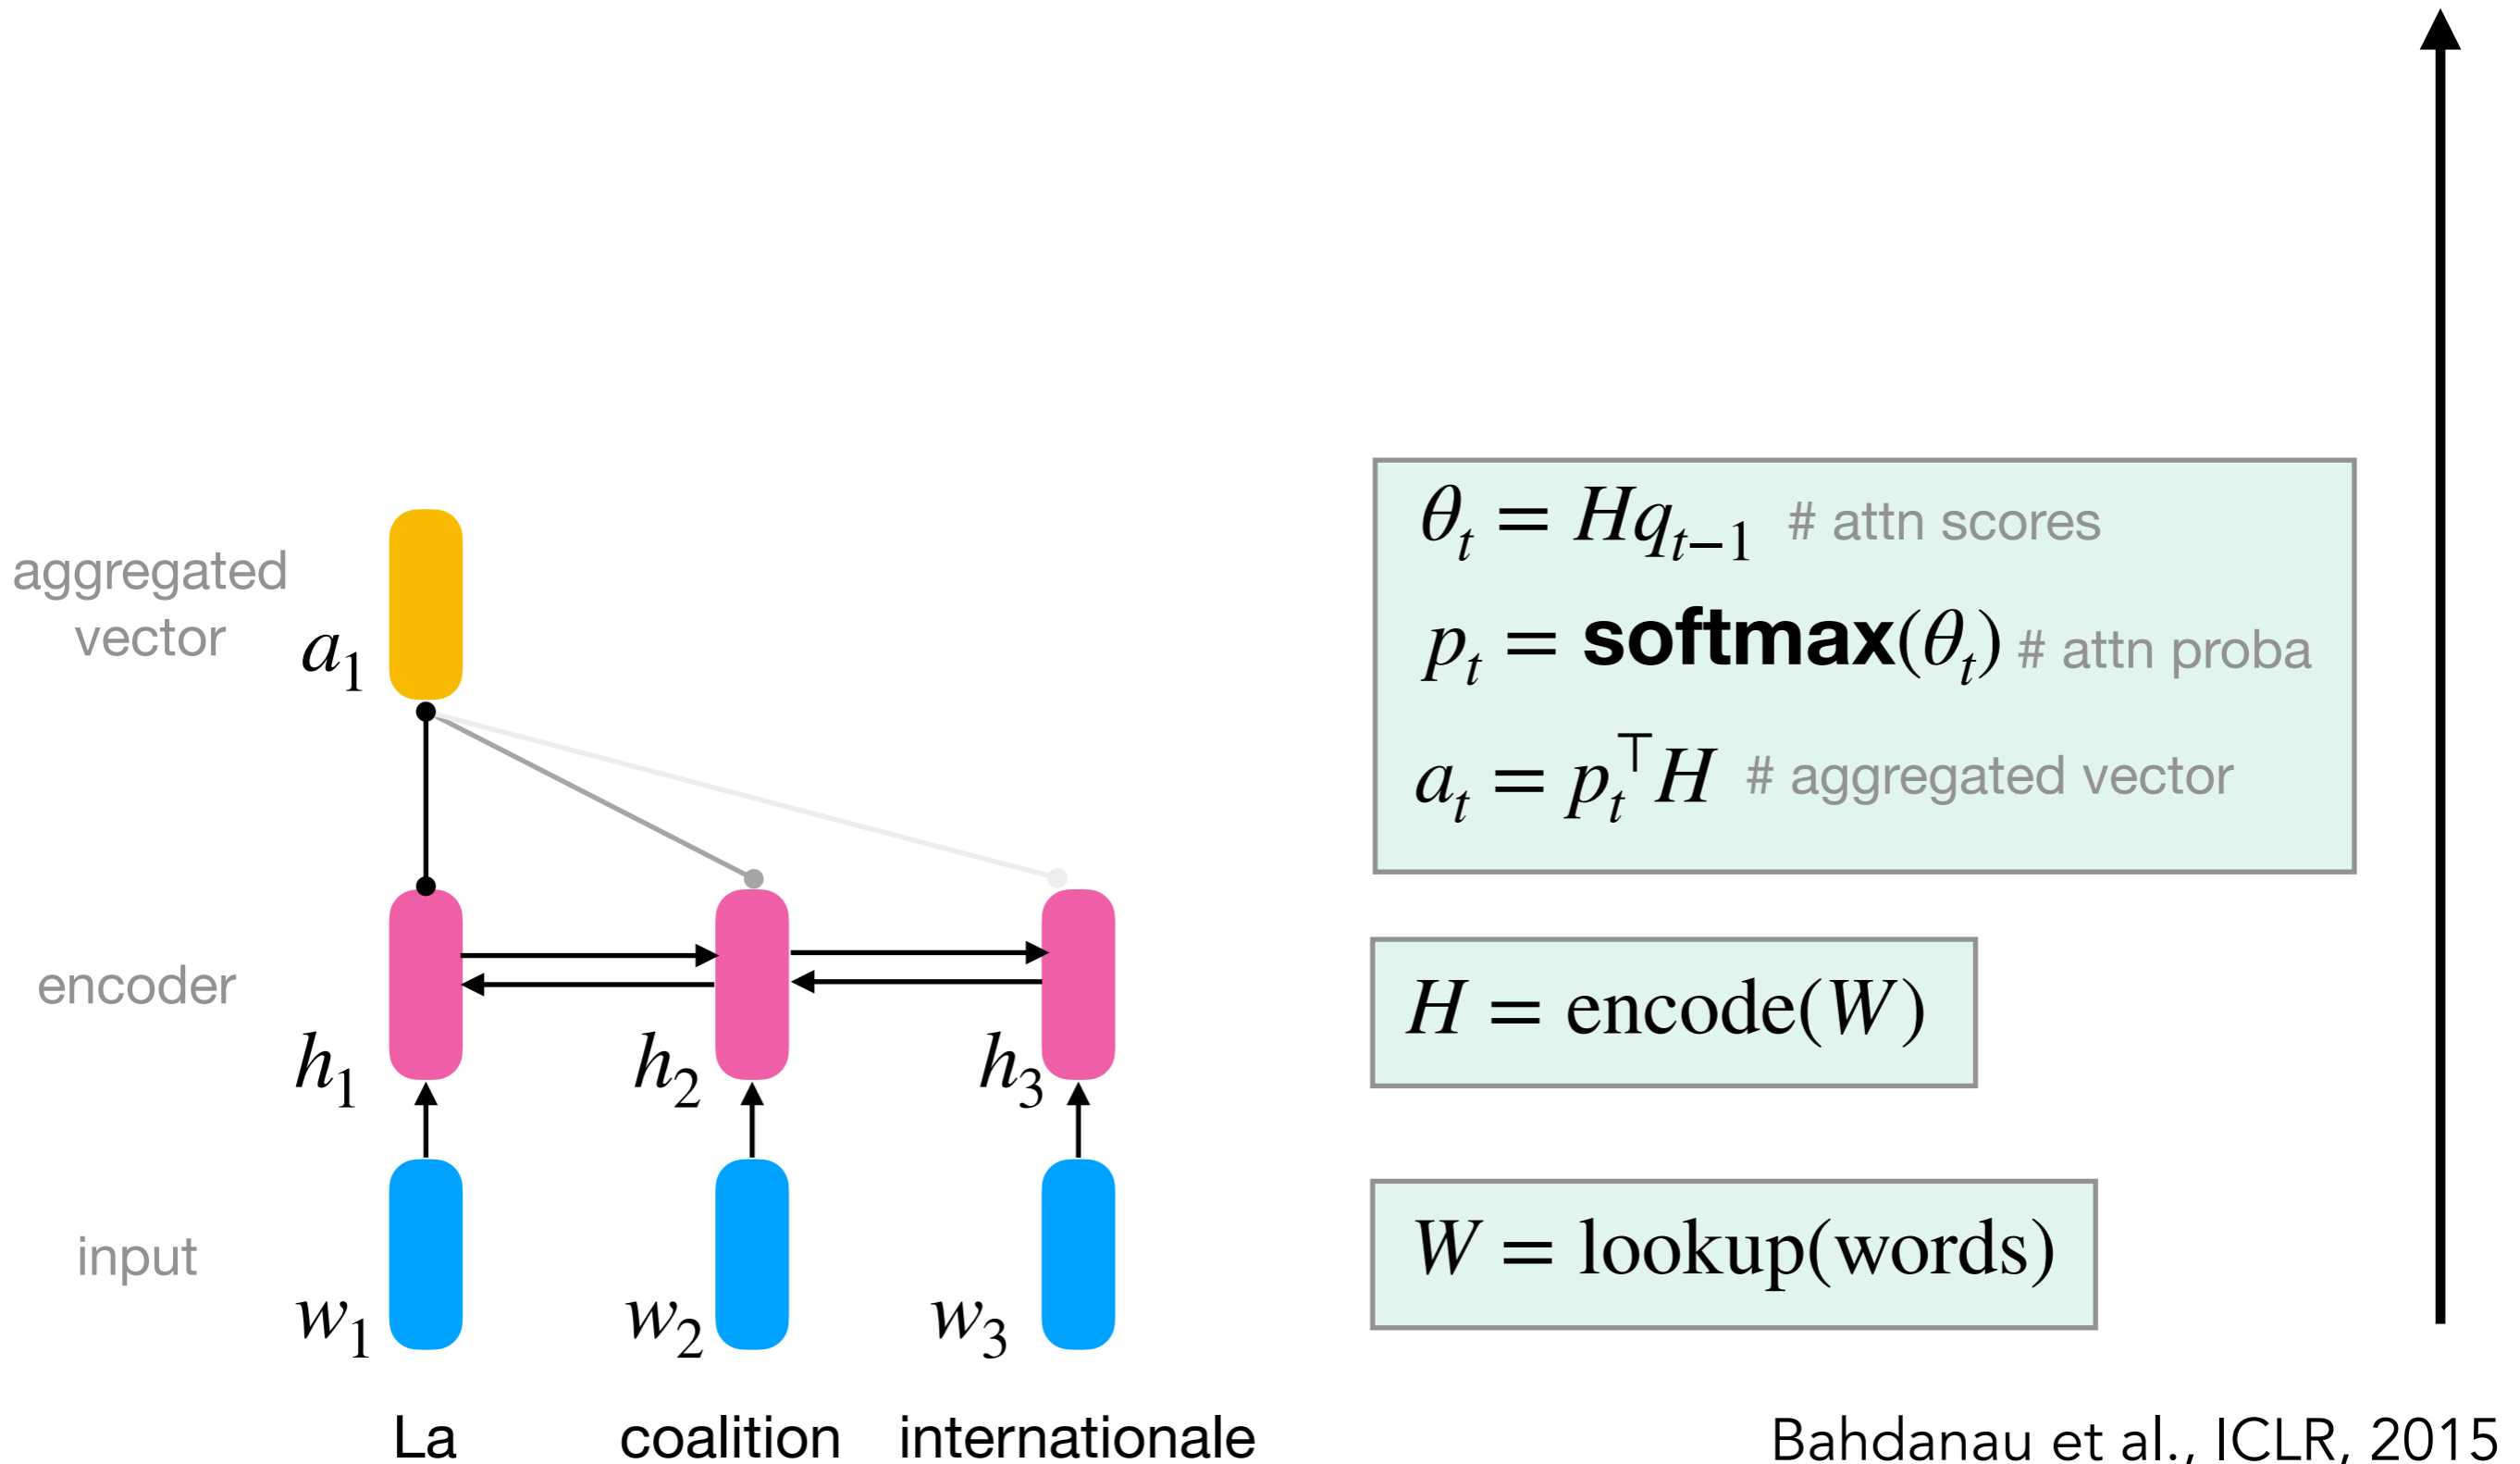 θt = Hqt−1 # attn scores
pt = softmax(θt) # attn proba
at = pt⊤H # aggregated vector
aggregated
vector
a1
encoder
h1 h2 h3
H = encode(W)
input
w1 w2 w3
W = lookup(words)
La coalition internationale
Bahdanau et al., ICLR, 2015